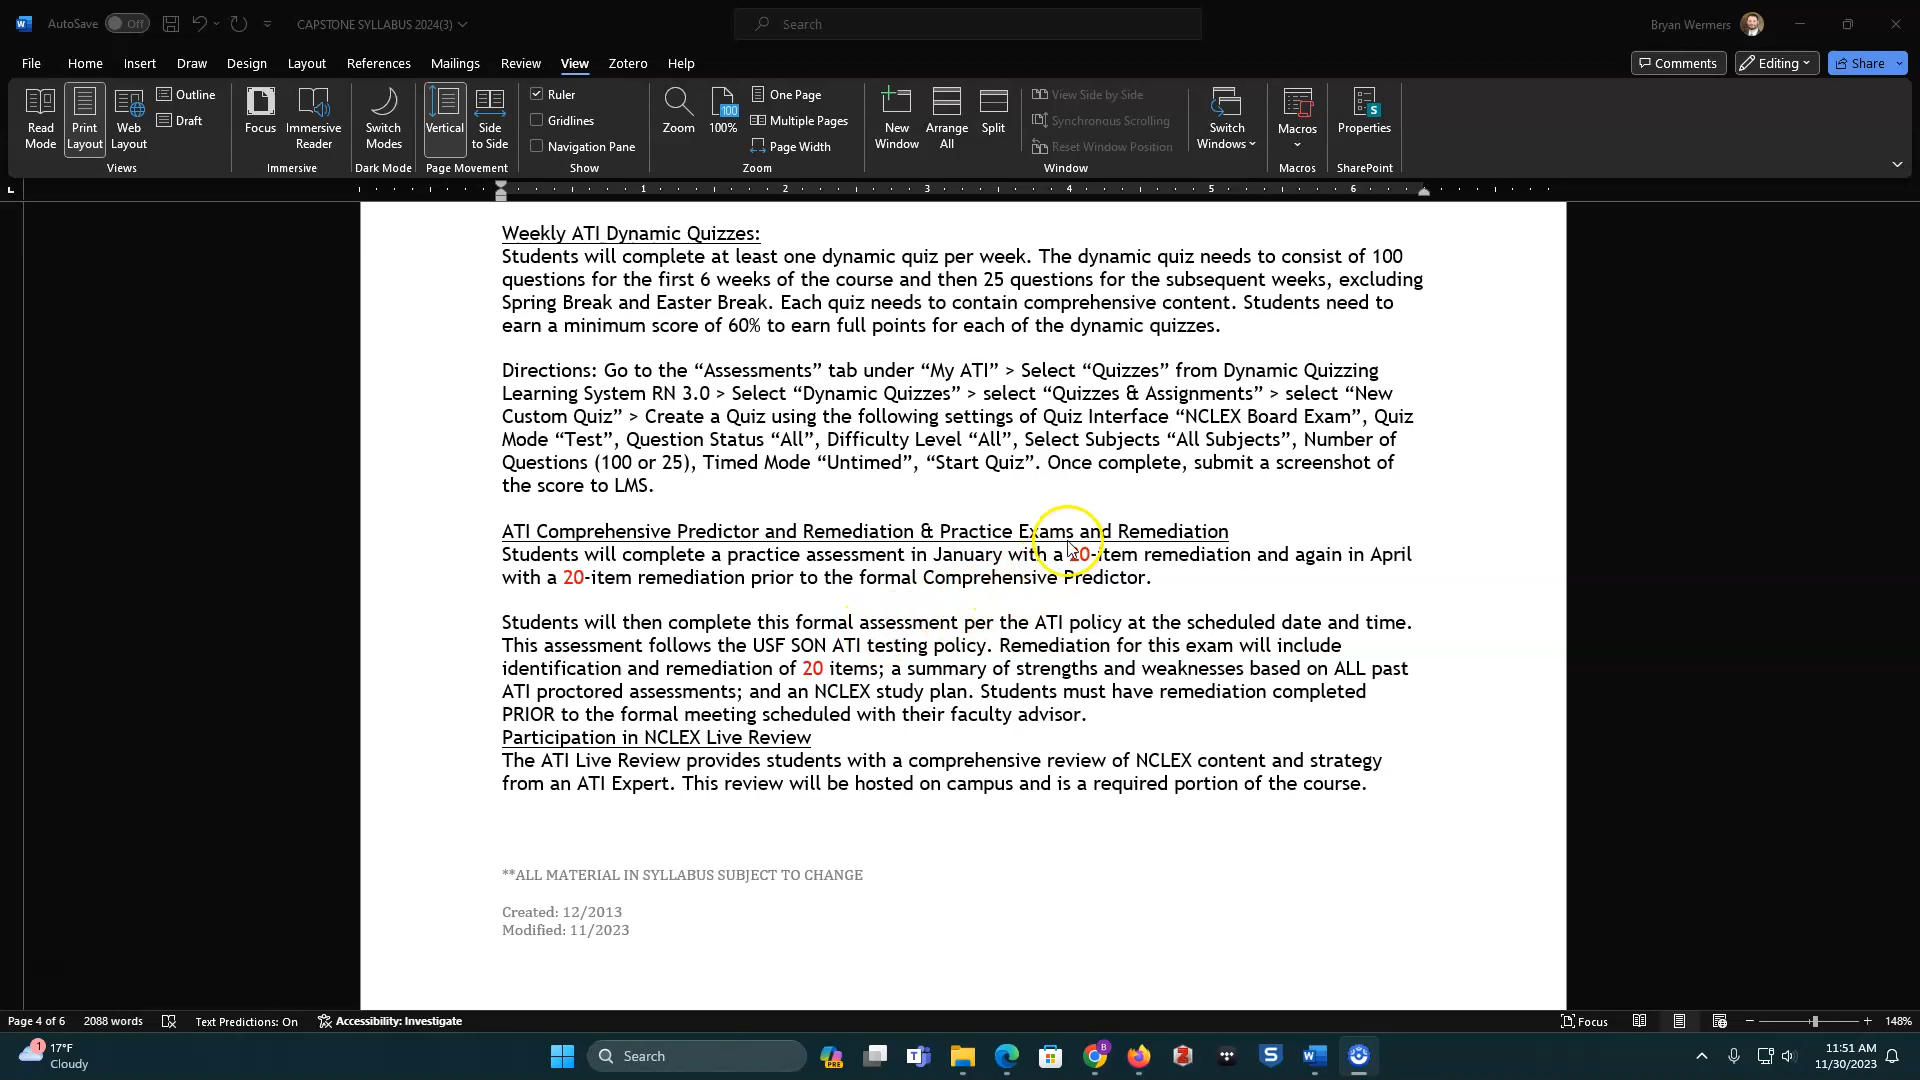 AutoSave Off CAPSTONE SYLLABUS 2024(3) Search Bryan Wermers
File Home Insert Draw Design Layout References Mailings Review View Zotero Help Comments Editing Share
Read Mode Print Layout Web Layout Outline Draft Focus Immersive Reader Switch Modes Vertical Side to Side Ruler Gridlines Navigation Pane Zoom 100 100% One Page Multiple Pages Page Width New Window Arrange All Split View Side by Side Synchronous Scrolling Reset Window Position Switch Windows Macros Properties
Views Immersive Dark Mode Page Movement Show Zoom Window Macros SharePoint
1 2 3 4 5 6
Weekly ATI Dynamic Quizzes:
Students will complete at least one dynamic quiz per week. The dynamic quiz needs to consist of 100
questions for the first 6 weeks of the course and then 25 questions for the subsequent weeks, excluding
Spring Break and Easter Break. Each quiz needs to contain comprehensive content. Students need to
earn a minimum score of 60% to earn full points for each of the dynamic quizzes.
Directions: Go to the “Assessments” tab under “My ATI” > Select “Quizzes” from Dynamic Quizzing
Learning System RN 3.0 > Select “Dynamic Quizzes” > select “Quizzes & Assignments” > select “New
Custom Quiz” > Create a Quiz using the following settings of Quiz Interface “NCLEX Board Exam”, Quiz
Mode “Test”, Question Status “All”, Difficulty Level “All”, Select Subjects “All Subjects”, Number of
Questions (100 or 25), Timed Mode “Untimed”, “Start Quiz”. Once complete, submit a screenshot of
the score to LMS.
ATI Comprehensive Predictor and Remediation & Practice Exams and Remediation
Students will complete a practice assessment in January with a 20-item remediation and again in April
with a 20-item remediation prior to the formal Comprehensive Predictor.
Students will then complete this formal assessment per the ATI policy at the scheduled date and time.
This assessment follows the USF SON ATI testing policy. Remediation for this exam will include
identification and remediation of 20 items; a summary of strengths and weaknesses based on ALL past
ATI proctored assessments; and an NCLEX study plan. Students must have remediation completed
PRIOR to the formal meeting scheduled with their faculty advisor.
Participation in NCLEX Live Review
The ATI Live Review provides students with a comprehensive review of NCLEX content and strategy
from an ATI Expert. This review will be hosted on campus and is a required portion of the course.
**ALL MATERIAL IN SYLLABUS SUBJECT TO CHANGE
Created: 12/2013
Modified: 11/2023
Page 4 of 6 2088 words Text Predictions: On Accessibility: Investigate Focus 148%
1 17°F Search PRE B 11:51 AM
Cloudy 11/30/2023